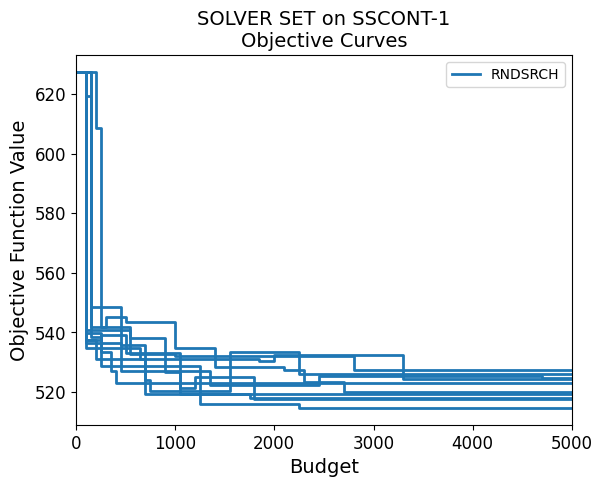 SOLVER SET on SSCONT-1
Objective Curves
RNDSRCH
Objective Function Value
620
600
580
560
540
520
0 1000 2000 3000 4000 5000
Budget